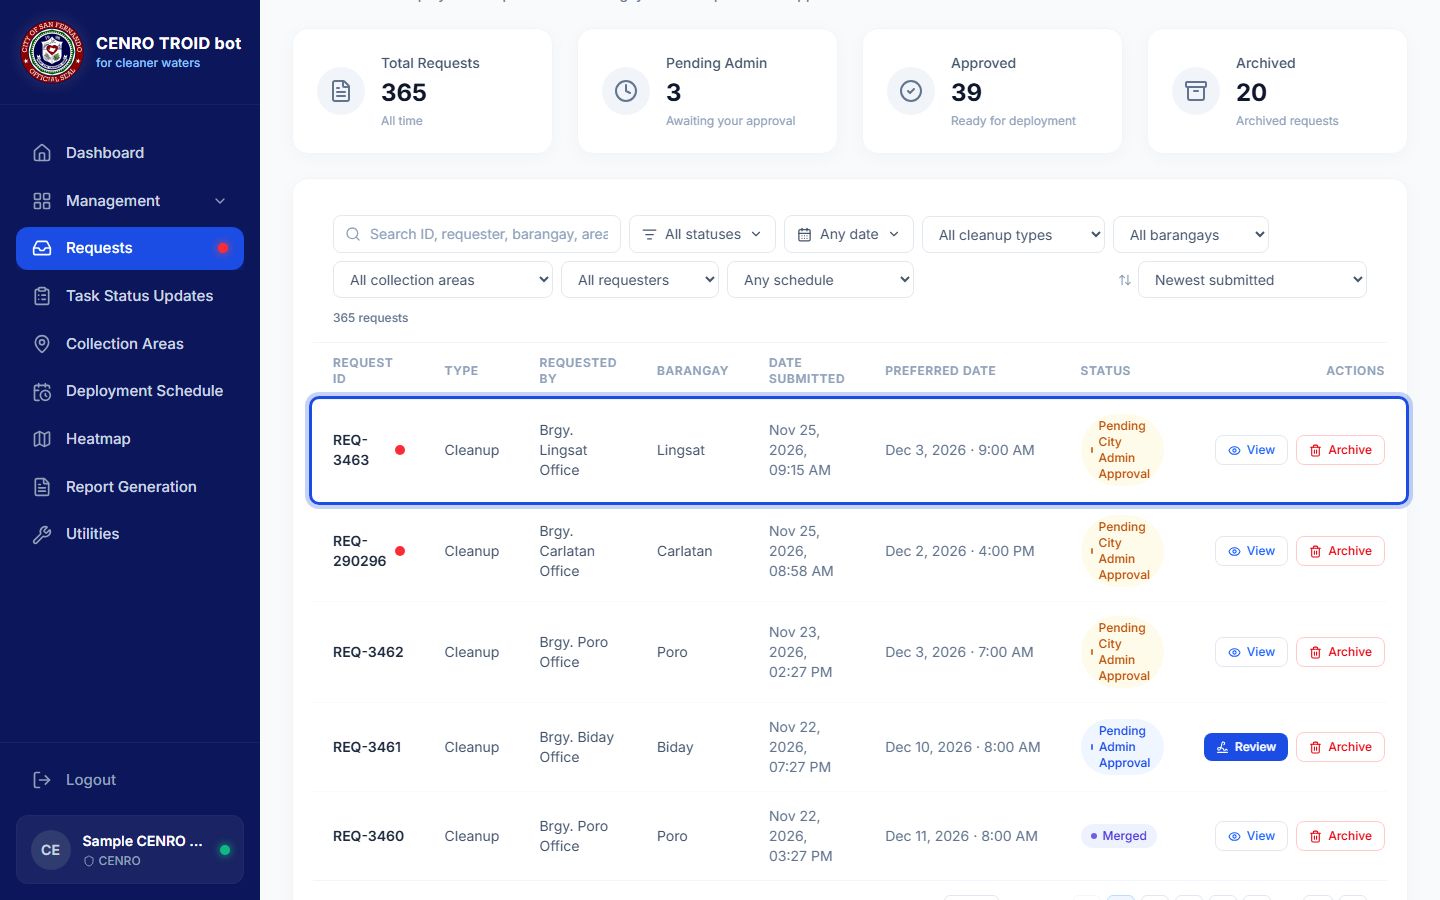 CITY OF SAN FERNANDO
OFFICIAL SEAL
CENRO TROID bot
for cleaner waters
Dashboard
Management
Requests
Task Status Updates
Collection Areas
Deployment Schedule
Heatmap
Report Generation
Utilities
Logout
CE
Sample CENRO ...
CENRO
Total Requests
365
All time
Pending Admin
3
Awaiting your approval
Approved
39
Ready for deployment
Archived
20
Archived requests
Search ID, requester, barangay, area
All statuses
Any date
All cleanup types
All barangays
All collection areas
All requesters
Any schedule
Newest submitted
365 requests
REQUEST
ID
TYPE
REQUESTED
BY
BARANGAY
DATE
SUBMITTED
PREFERRED DATE
STATUS
ACTIONS
REQ-
3463
Cleanup
Brgy.
Lingsat
Office
Lingsat
Nov 25,
2026,
09:15 AM
Dec 3, 2026 · 9:00 AM
Pending
City
Admin
Approval
View
Archive
REQ-
290296
Cleanup
Brgy.
Carlatan
Office
Carlatan
Nov 25,
2026,
08:58 AM
Dec 2, 2026 · 4:00 PM
Pending
City
Admin
Approval
View
Archive
REQ-3462
Cleanup
Brgy. Poro
Office
Poro
Nov 23,
2026,
02:27 PM
Dec 3, 2026 · 7:00 AM
Pending
City
Admin
Approval
View
Archive
REQ-3461
Cleanup
Brgy. Biday
Office
Biday
Nov 22,
2026,
07:27 PM
Dec 10, 2026 · 8:00 AM
Pending
Admin
Approval
Review
Archive
REQ-3460
Cleanup
Brgy. Poro
Office
Poro
Nov 22,
2026,
03:27 PM
Dec 11, 2026 · 8:00 AM
Merged
View
Archive